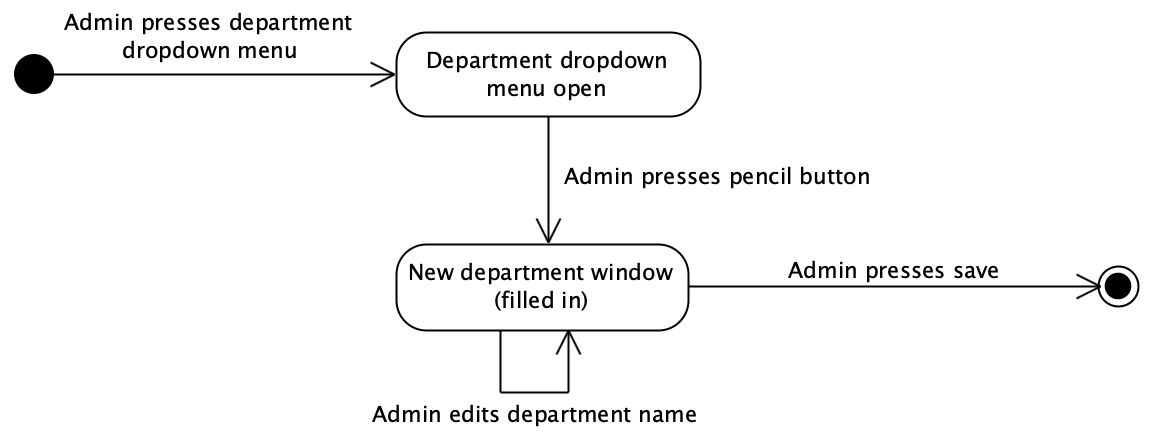 Admin presses department
dropdown menu
Department dropdown
menu open
Admin presses pencil button
New department window
(filled in)
Admin presses save
Admin edits department name